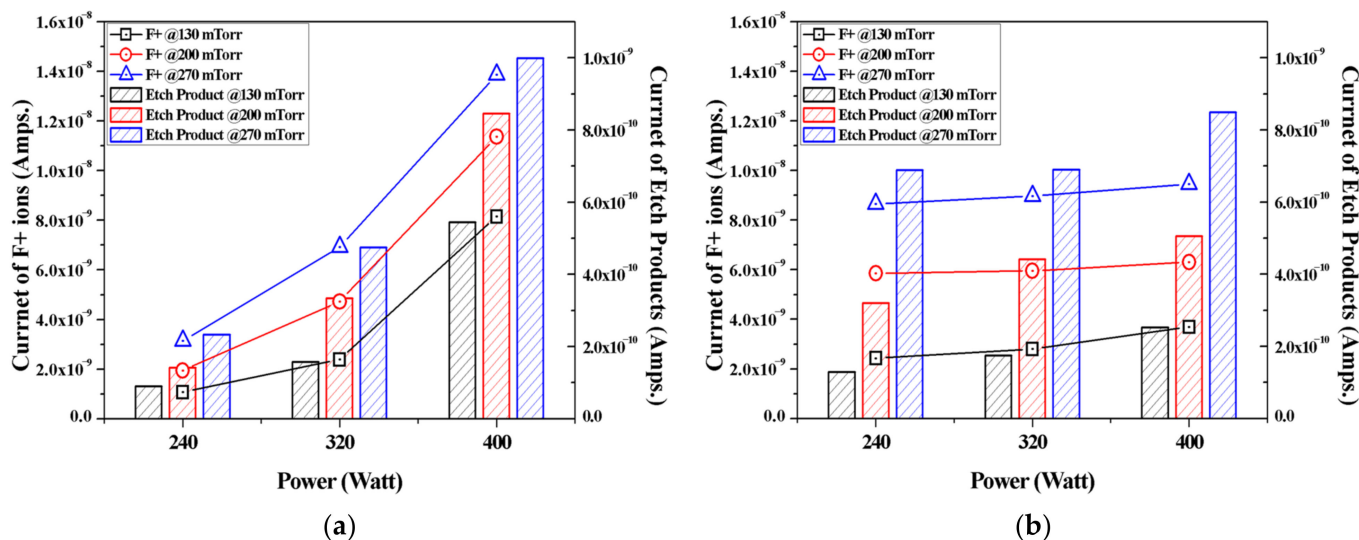 1.6x10⁻⁸
1.4x10⁻⁸
1.2x10⁻⁸
1.0x10⁻⁸
8.0x10⁻⁹
6.0x10⁻⁹
4.0x10⁻⁹
2.0x10⁻⁹
0.0
Currnet of F+ ions (Amps.)
F+ @130 mTorr
F+ @200 mTorr
F+ @270 mTorr
Etch Product @130 mTorr
Etch Product @200 mTorr
Etch Product @270 mTorr
1.0x10⁻⁹
8.0x10⁻¹⁰
6.0x10⁻¹⁰
4.0x10⁻¹⁰
2.0x10⁻¹⁰
0.0
Currnet of Etch Products (Amps.)
240 320 400
Power (Watt)
(a)
1.6x10⁻⁸
1.4x10⁻⁸
1.2x10⁻⁸
1.0x10⁻⁸
8.0x10⁻⁹
6.0x10⁻⁹
4.0x10⁻⁹
2.0x10⁻⁹
0.0
Currnet of F+ ions (Amps.)
F+ @130 mTorr
F+ @200 mTorr
F+ @270 mTorr
Etch Product @130 mTorr
Etch Product @200 mTorr
Etch Product @270 mTorr
1.0x10⁻⁹
8.0x10⁻¹⁰
6.0x10⁻¹⁰
4.0x10⁻¹⁰
2.0x10⁻¹⁰
0.0
Currnet of Etch Products (Amps.)
240 320 400
Power (Watt)
(b)